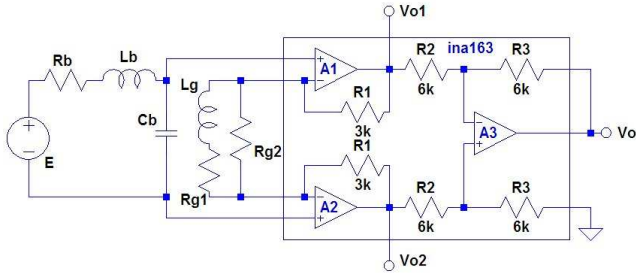 Vo1
Rb
Lb
Lg
A1
R2
ina163
R3
R1
6k
6k
Cb
3k
E
Rg2
R1
A3
Vo
3k
Rg1
A2
R2
R3
6k
6k
Vo2